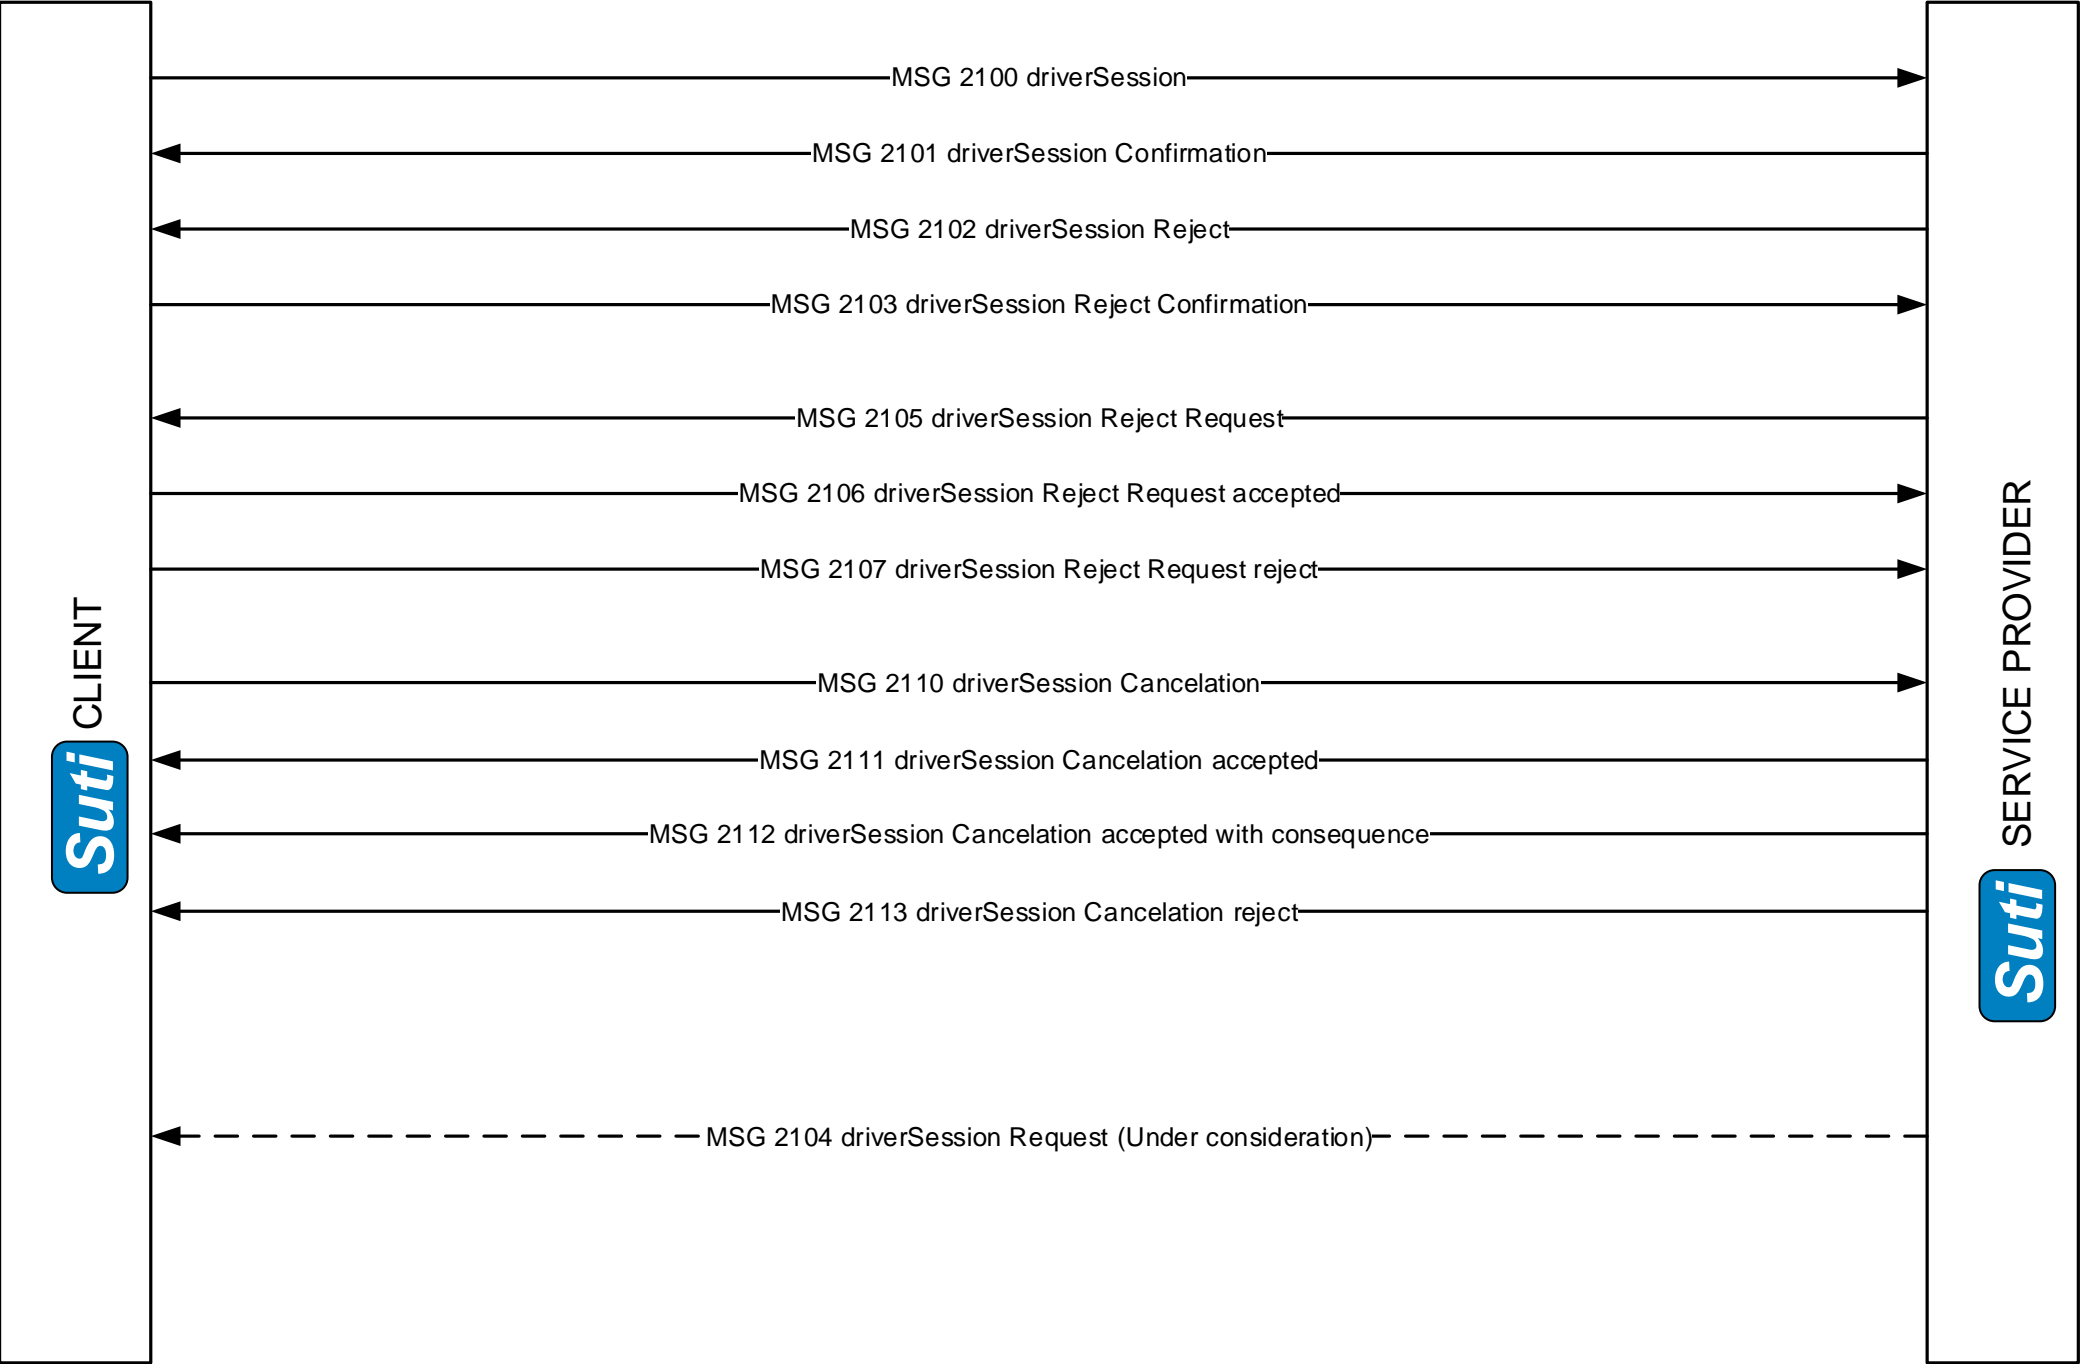 MSG 2100 driverSession
MSG 2101 driverSession Confirmation
MSG 2102 driverSession Reject
MSG 2103 driverSession Reject Confirmation
MSG 2105 driverSession Reject Request
MSG 2106 driverSession Reject Request accepted
MSG 2107 driverSession Reject Request reject
MSG 2110 driverSession Cancelation
MSG 2111 driverSession Cancelation accepted
MSG 2112 driverSession Cancelation accepted with consequence
MSG 2113 driverSession Cancelation reject
MSG 2104 driverSession Request (Under consideration)
Suti CLIENT
Suti SERVICE PROVIDER